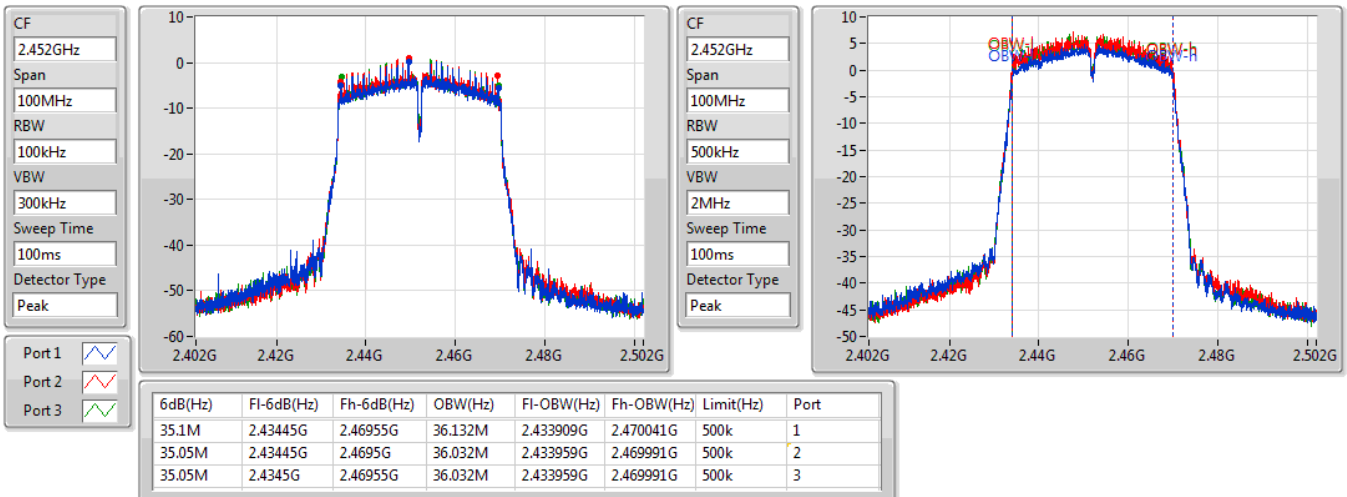 CF
2.452GHz
Span
100MHz
RBW
100kHz
VBW
300kHz
Sweep Time
100ms
Detector Type
Peak
10
0
-10
-20
-30
-40
-50
-60
2.402G 2.42G 2.44G 2.46G 2.48G 2.502G
CF
2.452GHz
Span
100MHz
RBW
500kHz
VBW
2MHz
Sweep Time
100ms
Detector Type
Peak
10
5
0
-5
-10
-15
-20
-25
-30
-35
-40
-45
-50
OBW-h
OBW-h
2.402G 2.42G 2.44G 2.46G 2.48G 2.502G
Port 1
Port 2
Port 3
6dB(Hz) Fl-6dB(Hz) Fh-6dB(Hz) OBW(Hz) Fl-OBW(Hz) Fh-OBW(Hz) Limit(Hz) Port
35.1M 2.43445G 2.46955G 36.132M 2.433909G 2.470041G 500k 1
35.05M 2.43445G 2.4695G 36.032M 2.433959G 2.469991G 500k 2
35.05M 2.4345G 2.46955G 36.032M 2.433959G 2.469991G 500k 3